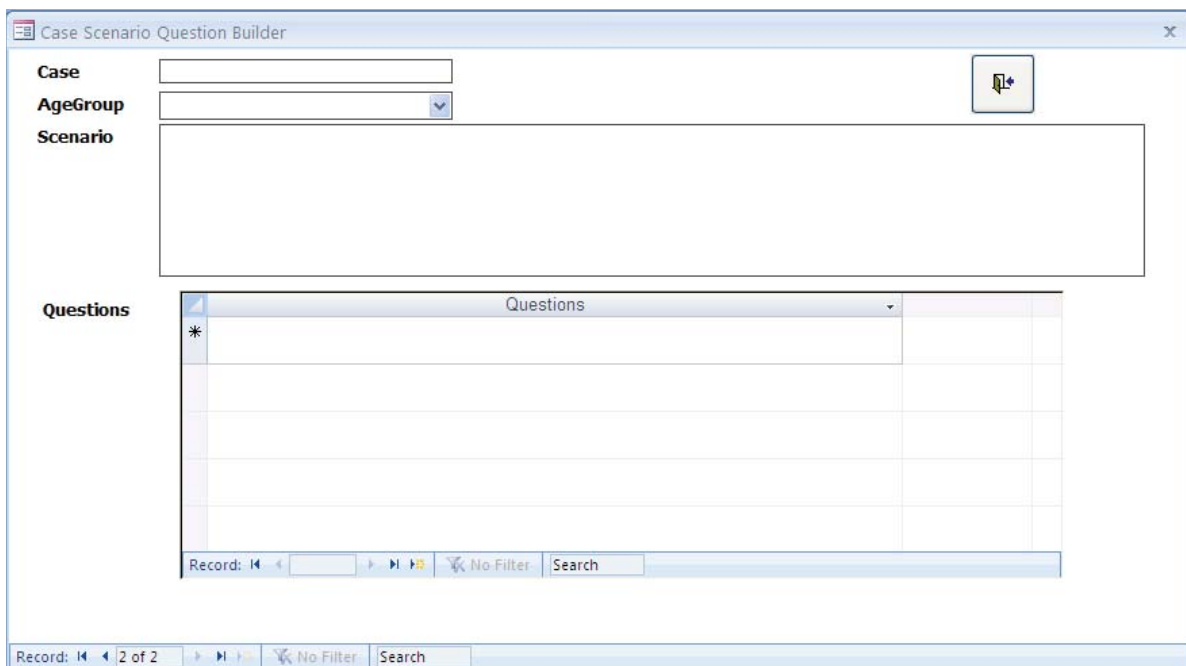 Case Scenario Question Builder
Case
AgeGroup
Scenario
Questions
Questions
Record: No Filter Search
Record: 2 of 2 No Filter Search